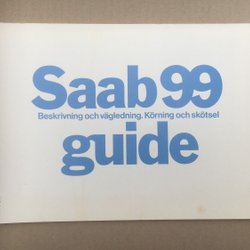 Saab 99
Beskrivning och vägledning. Körning och skötsel
guide